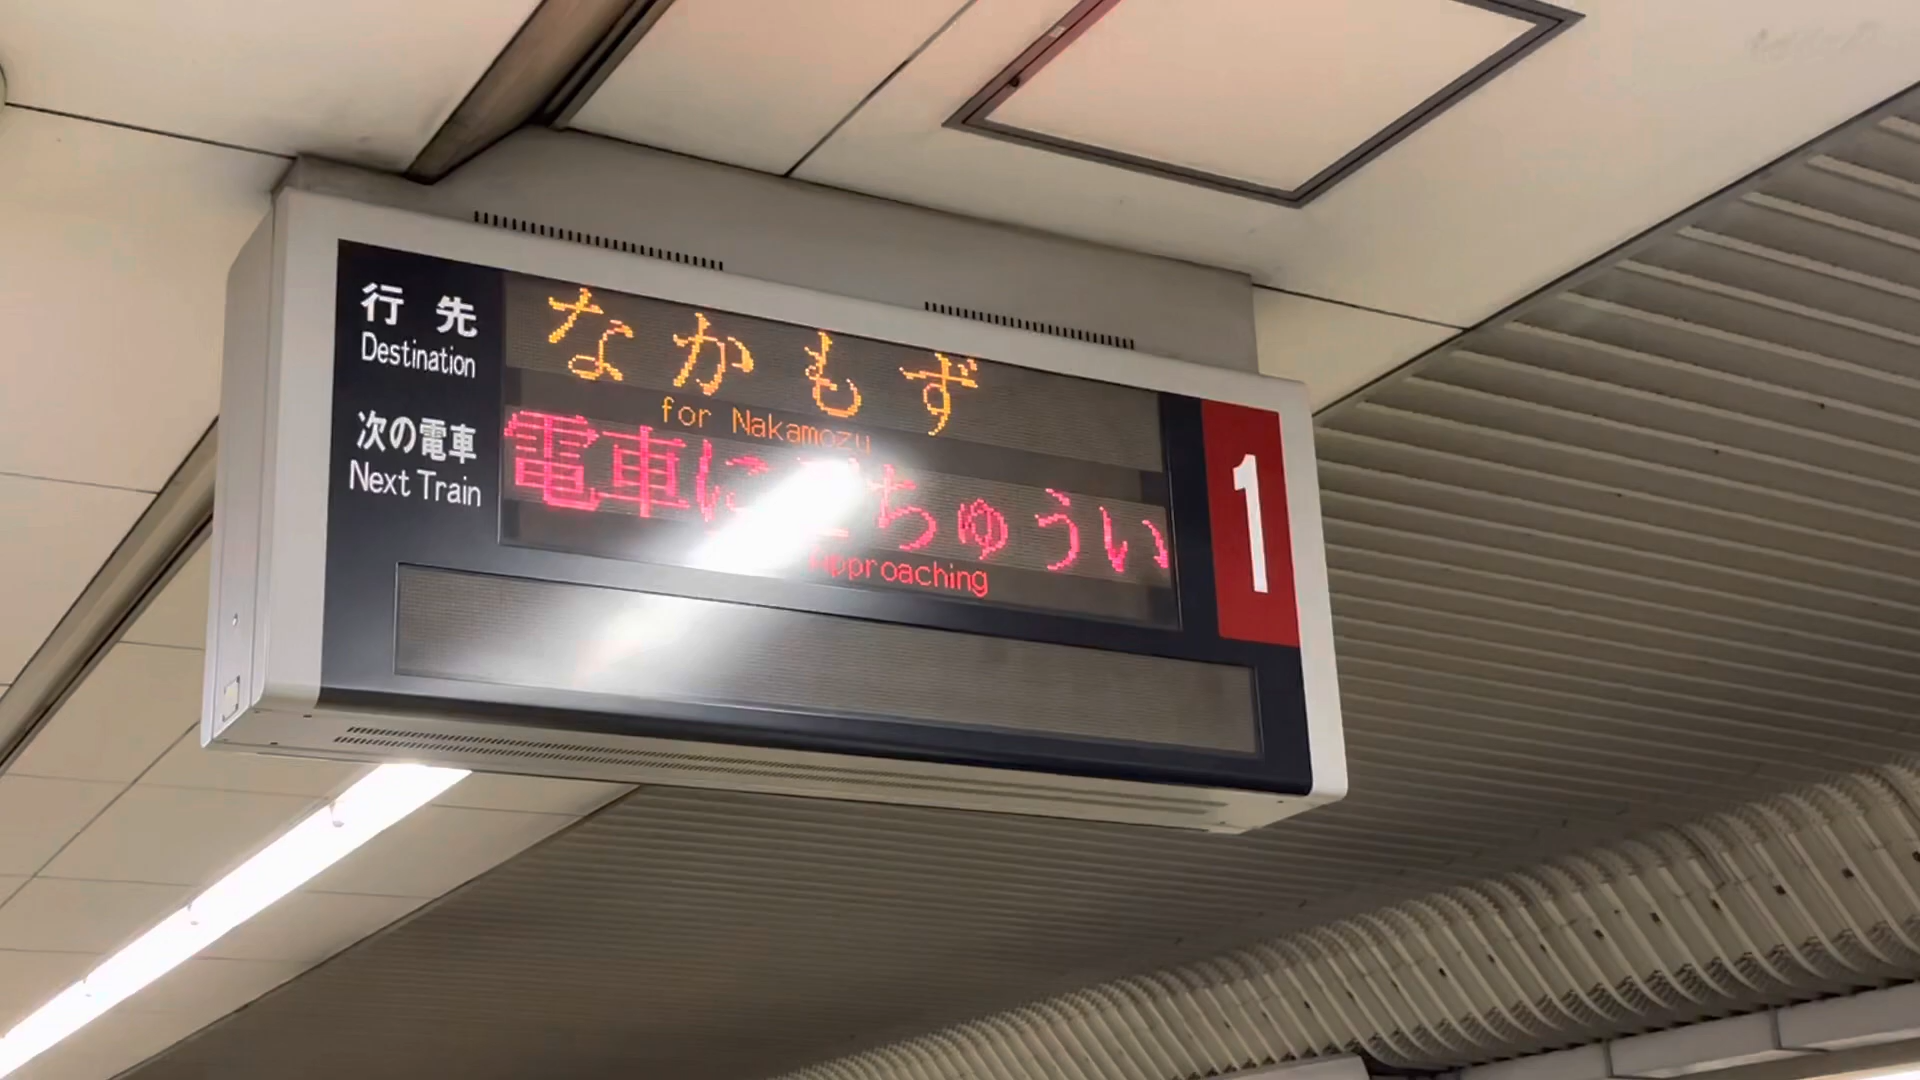 行先
Destination
なかもず
for Nakamozu
次の電車
Next Train
電車に ちゅうい
Approaching
1